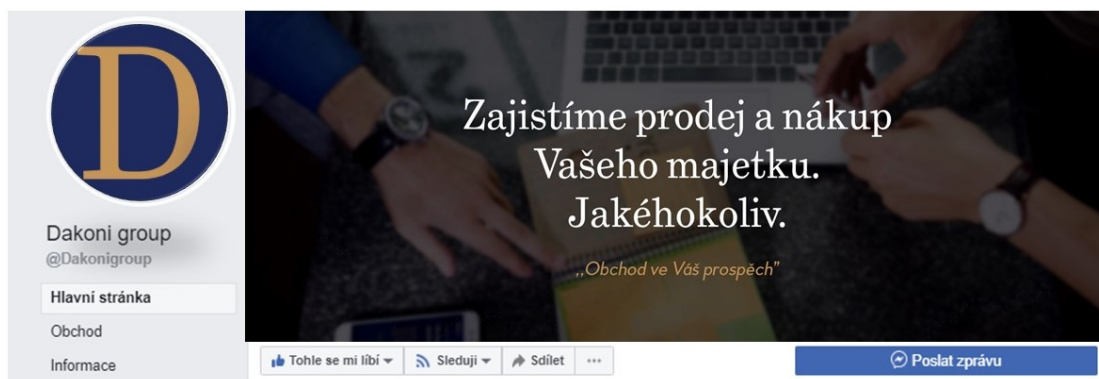 D
Dakoni group
@Dakonigroup
Hlavní stránka
Obchod
Informace
Zajistíme prodej a nákup
Vašeho majetku.
Jakéhokoliv.
,,Obchod ve Váš prospěch"
Tohle se mi líbí
Sleduji
Sdílet
Poslat zprávu